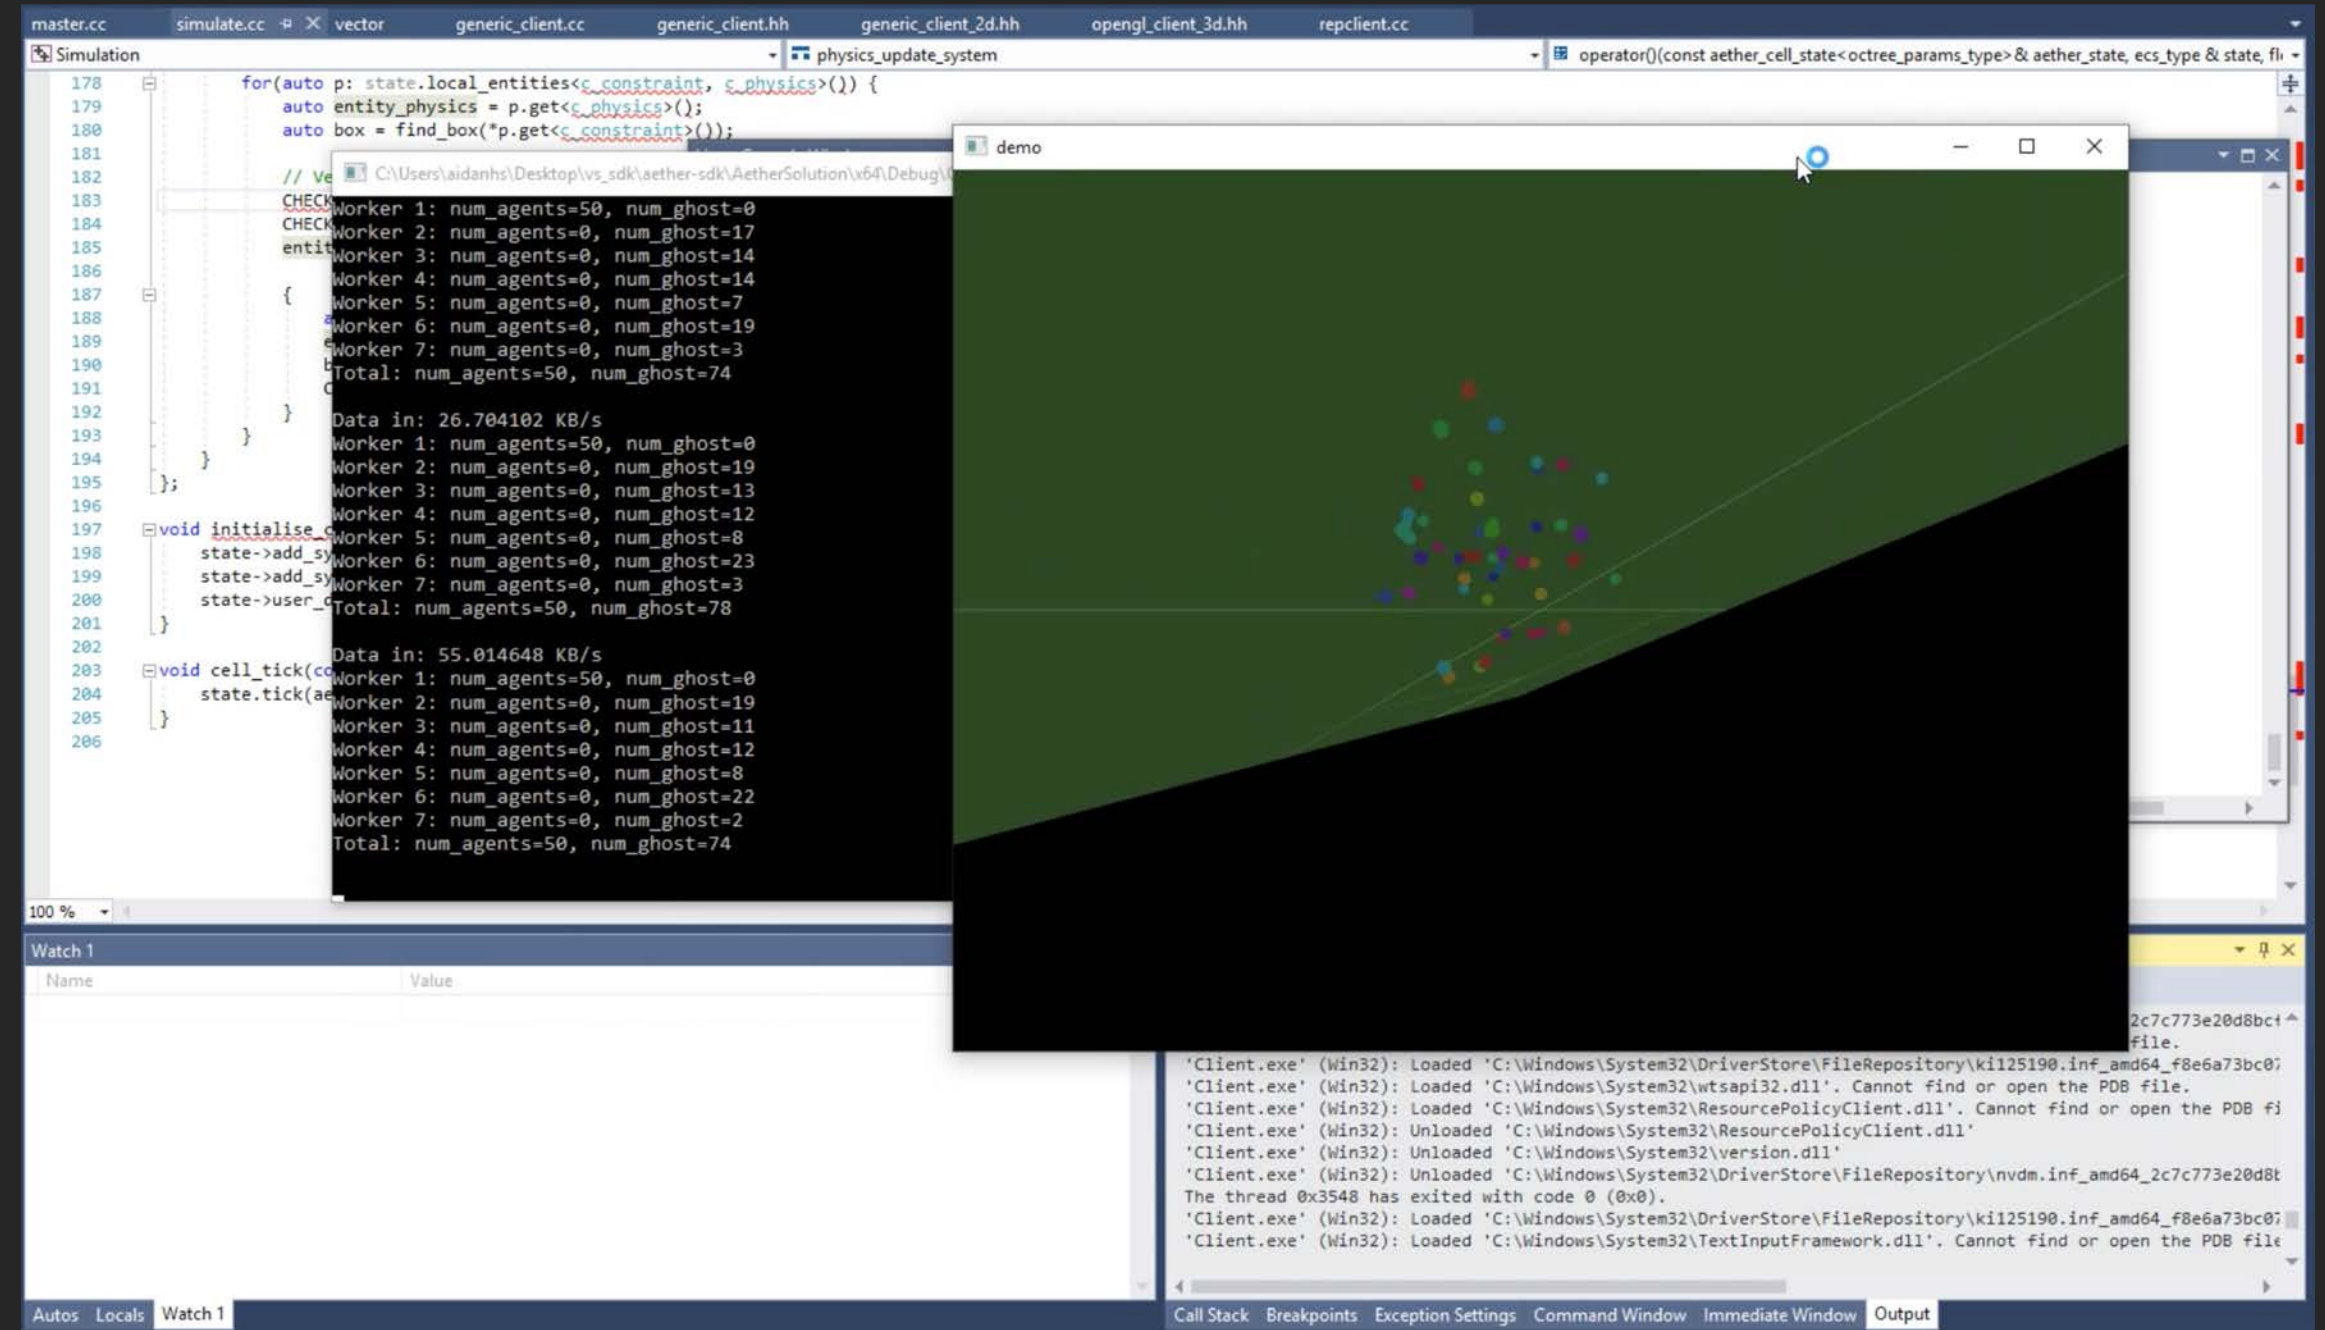 master.cc simulate.cc vector generic_client.cc generic_client.hh generic_client_2d.hh opengl_client_3d.hh repclient.cc
Simulation physics_update_system operator()(const aether_cell_state<octree_params_type>& aether_state, ecs_type & state, fl
178 for(auto p: state.local_entities<c_constraint, c_physics>()) {
179 auto entity_physics = p.get<c_physics>();
180 auto box = find_box(*p.get<c_constraint>());
181
182 // Ve
183 CHECK
184 CHECK
185 entit
186
187 {
188 a
189 e
190 b
191 C
192 }
193 }
194 }
195 };
196
197 void initialise_c
198 state->add_sy
199 state->add_sy
200 state->user_d
201 }
202
203 void cell_tick(co
204 state.tick(ae
205 }
206
100 %
C:\Users\aidanhs\Desktop\vs_sdk\aether-sdk\AetherSolution\x64\Debug\
Worker 1: num_agents=50, num_ghost=0
Worker 2: num_agents=0, num_ghost=17
Worker 3: num_agents=0, num_ghost=14
Worker 4: num_agents=0, num_ghost=14
Worker 5: num_agents=0, num_ghost=7
Worker 6: num_agents=0, num_ghost=19
Worker 7: num_agents=0, num_ghost=3
Total: num_agents=50, num_ghost=74
Data in: 26.704102 KB/s
Worker 1: num_agents=50, num_ghost=0
Worker 2: num_agents=0, num_ghost=19
Worker 3: num_agents=0, num_ghost=13
Worker 4: num_agents=0, num_ghost=12
Worker 5: num_agents=0, num_ghost=8
Worker 6: num_agents=0, num_ghost=23
Worker 7: num_agents=0, num_ghost=3
Total: num_agents=50, num_ghost=78
Data in: 55.014648 KB/s
Worker 1: num_agents=50, num_ghost=0
Worker 2: num_agents=0, num_ghost=19
Worker 3: num_agents=0, num_ghost=11
Worker 4: num_agents=0, num_ghost=12
Worker 5: num_agents=0, num_ghost=8
Worker 6: num_agents=0, num_ghost=22
Worker 7: num_agents=0, num_ghost=2
Total: num_agents=50, num_ghost=74
demo
Watch 1
Name Value
Autos Locals Watch 1
2c7c773e20d8bcf
file.
'Client.exe' (Win32): Loaded 'C:\Windows\System32\DriverStore\FileRepository\ki125190.inf_amd64_f8e6a73bc07
'Client.exe' (Win32): Loaded 'C:\Windows\System32\wtsapi32.dll'. Cannot find or open the PDB file.
'Client.exe' (Win32): Loaded 'C:\Windows\System32\ResourcePolicyClient.dll'. Cannot find or open the PDB fi
'Client.exe' (Win32): Unloaded 'C:\Windows\System32\ResourcePolicyClient.dll'
'Client.exe' (Win32): Unloaded 'C:\Windows\System32\version.dll'
'Client.exe' (Win32): Unloaded 'C:\Windows\System32\DriverStore\FileRepository\nvdm.inf_amd64_2c7c773e20d8b
The thread 0x3548 has exited with code 0 (0x0).
'Client.exe' (Win32): Loaded 'C:\Windows\System32\DriverStore\FileRepository\ki125190.inf_amd64_f8e6a73bc07
'Client.exe' (Win32): Loaded 'C:\Windows\System32\TextInputFramework.dll'. Cannot find or open the PDB file
Call Stack Breakpoints Exception Settings Command Window Immediate Window Output